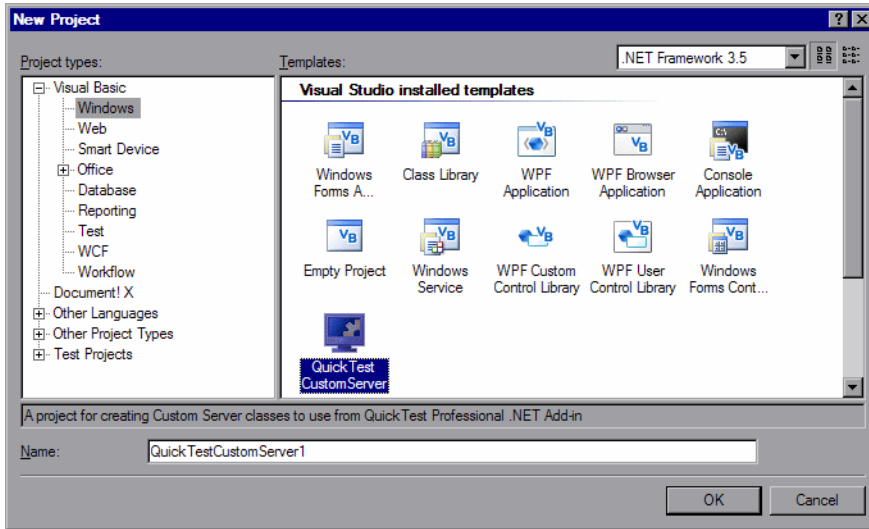 New Project
Project types:
Templates:
.NET Framework 3.5
Visual Basic
Windows
Web
Smart Device
Office
Database
Reporting
Test
WCF
Workflow
Document! X
Other Languages
Other Project Types
Test Projects
Visual Studio installed templates
Windows Forms A...
Class Library
WPF Application
WPF Browser Application
Console Application
Empty Project
Windows Service
WPF Custom Control Library
WPF User Control Library
Windows Forms Cont...
QuickTest CustomServer
A project for creating Custom Server classes to use from QuickTest Professional .NET Add-in
Name:
QuickTestCustomServer1
OK
Cancel